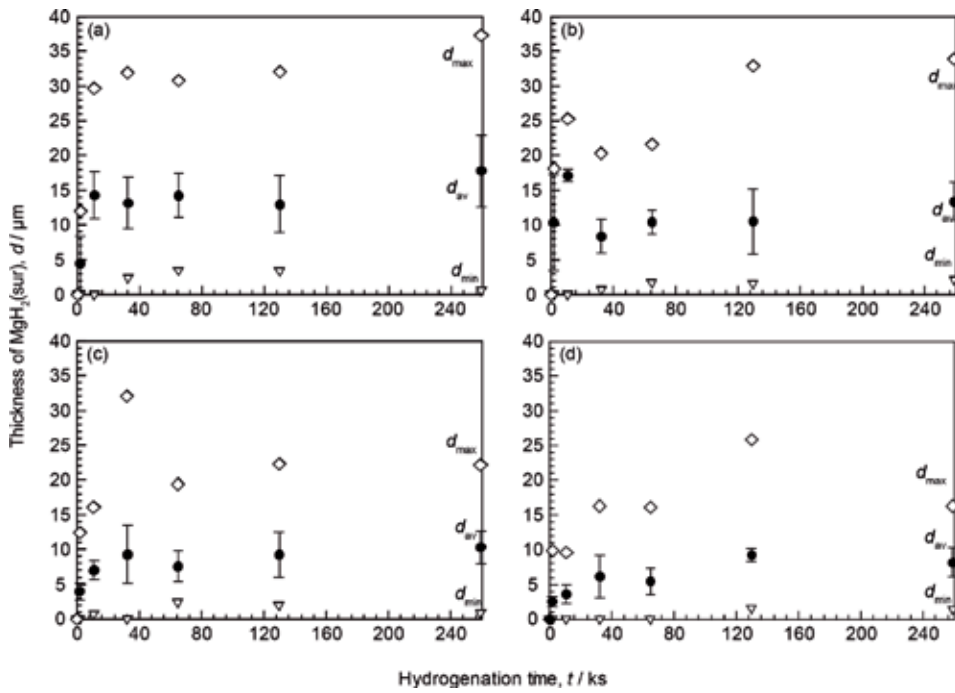 Thickness of MgH₂(sur), d / μm
(a)
40
35
30
25
20
15
10
5
0
d_max
d_av
d_min
0 40 80 120 160 200 240
(b)
40
35
30
25
20
15
10
5
0
d_max
d_av
d_min
0 40 80 120 160 200 240
(c)
40
35
30
25
20
15
10
5
0
d_max
d_av
d_min
0 40 80 120 160 200 240
(d)
40
35
30
25
20
15
10
5
0
d_max
d_av
d_min
0 40 80 120 160 200 240
Hydrogenation time, t / ks